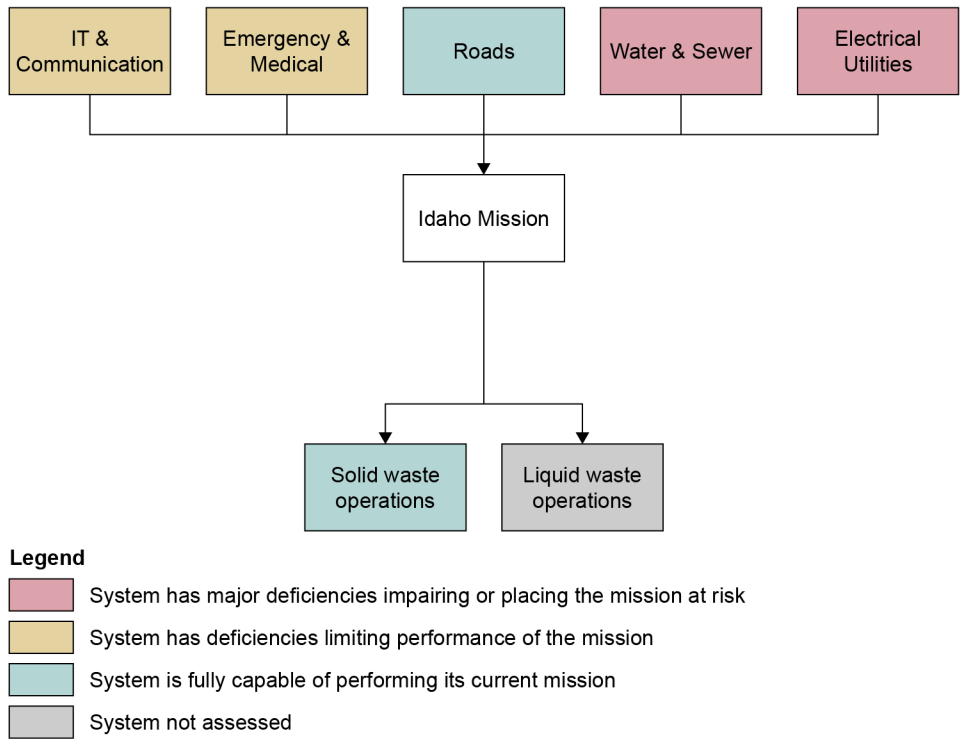 IT &
Communication
Emergency &
Medical
Roads
Water & Sewer
Electrical
Utilities
Idaho Mission
Solid waste
operations
Liquid waste
operations
Legend
System has major deficiencies impairing or placing the mission at risk
System has deficiencies limiting performance of the mission
System is fully capable of performing its current mission
System not assessed